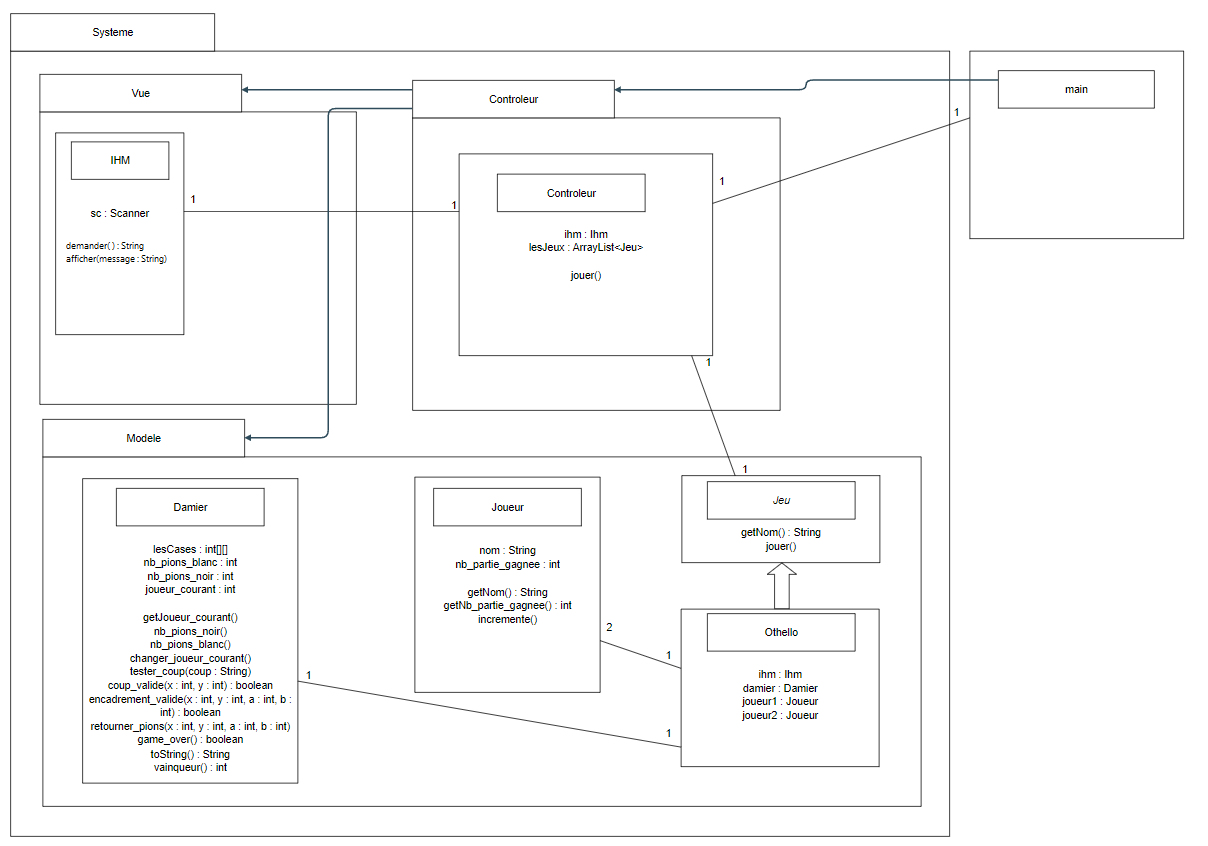 Systeme
Vue
Controleur
main
1
IHM
sc : Scanner
demander( ) : String
afficher(message : String)
1
1
Controleur
ihm : Ihm
lesJeux : ArrayList<Jeu>
jouer()
1
1
Modele
1
Damier
lesCases : int[][]
nb_pions_blanc : int
nb_pions_noir : int
joueur_courant : int
getJoueur_courant()
nb_pions_noir()
nb_pions_blanc()
changer_joueur_courant()
tester_coup(coup : String)
coup_valide(x : int, y : int) : boolean
encadrement_valide(x : int, y : int, a : int, b :
int) : boolean
retourner_pions(x : int, y : int, a : int, b : int)
game_over() : boolean
toString() : String
vainqueur() : int
1
Joueur
nom : String
nb_partie_gagnee : int
getNom() : String
getNb_partie_gagnee() : int
incremente()
2
1
Jeu
getNom() : String
jouer()
Othello
ihm : Ihm
damier : Damier
joueur1 : Joueur
joueur2 : Joueur
1